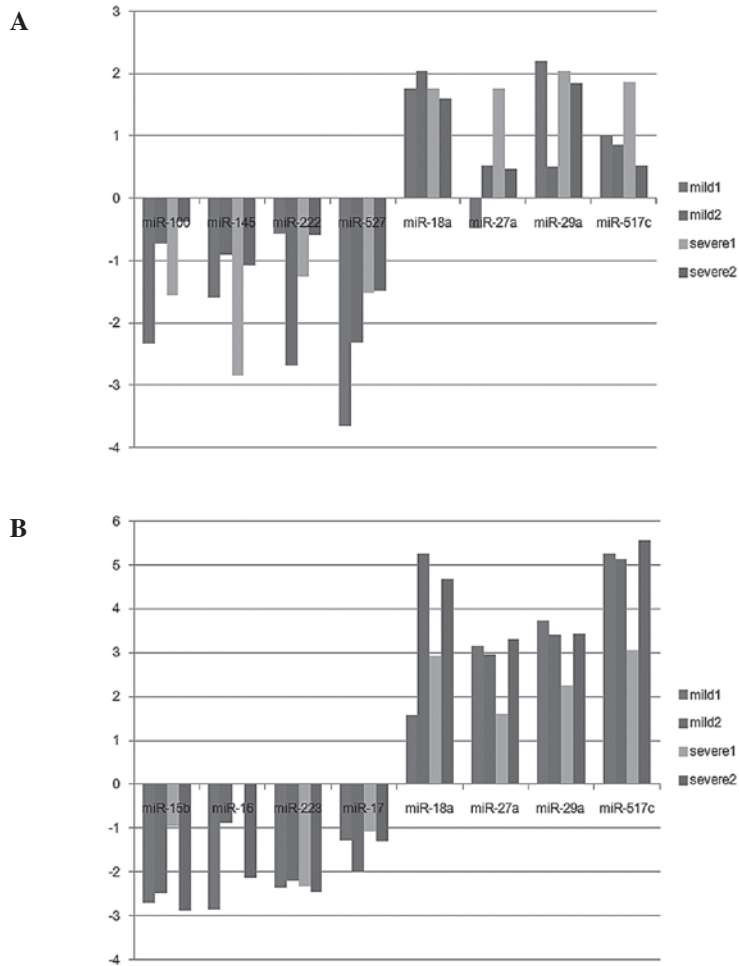 A
3
2
1
0
-1
-2
-3
-4
miR-100 miR-145 miR-222 miR-527 miR-18a miR-27a miR-29a miR-517c
mild1
mild2
severe1
severe2
B
6
5
4
3
2
1
0
-1
-2
-3
-4
miR-15b miR-16 miR-223 miR-17 miR-18a miR-27a miR-29a miR-517c
mild1
mild2
severe1
severe2